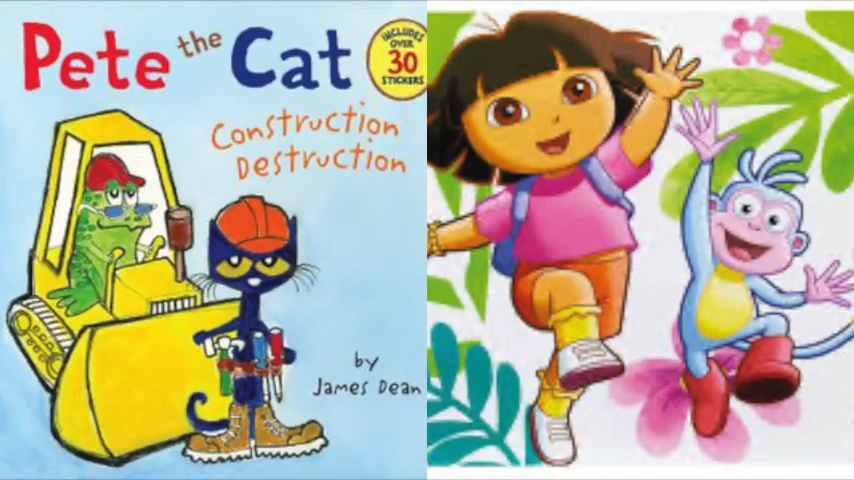 Pete the Cat
INCLUDES
OVER
30
STICKERS
Construction
Destruction
by
James Dean